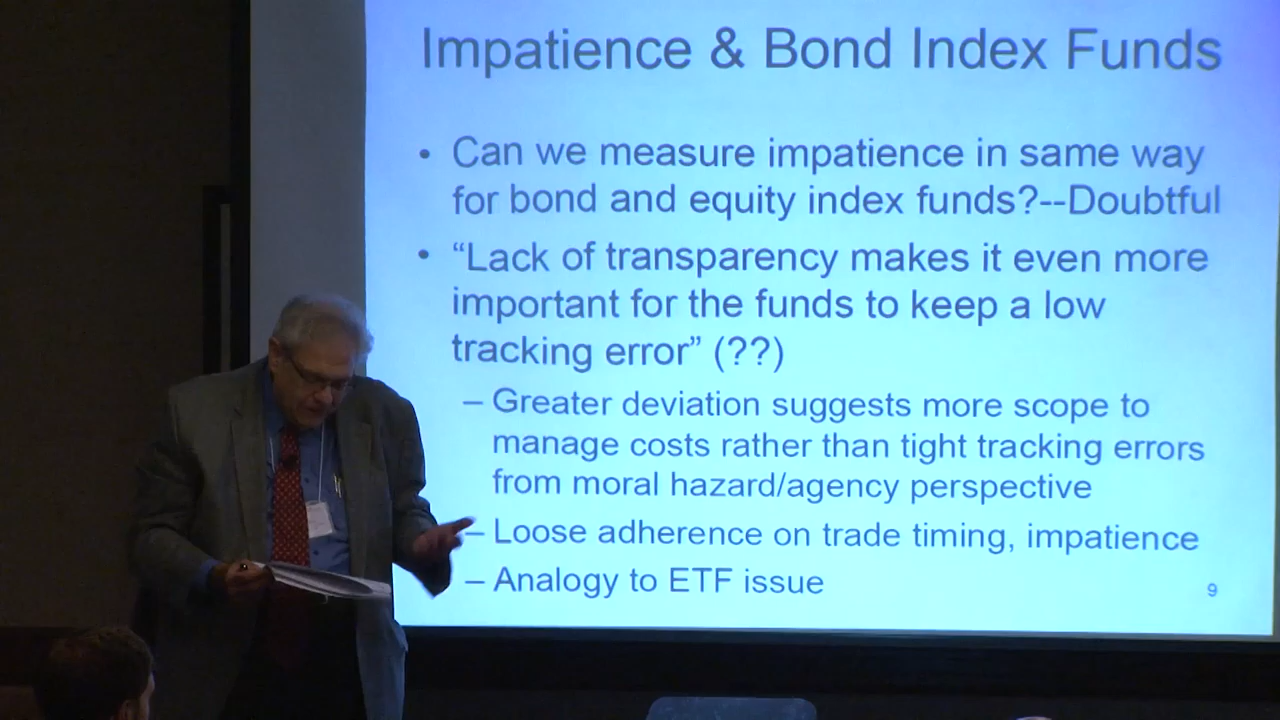 Impatience & Bond Index Funds
• Can we measure impatience in same way
for bond and equity index funds?--Doubtful
• “Lack of transparency makes it even more
important for the funds to keep a low
tracking error” (??)
– Greater deviation suggests more scope to
manage costs rather than tight tracking errors
from moral hazard/agency perspective
– Loose adherence on trade timing, impatience
– Analogy to ETF issue
9